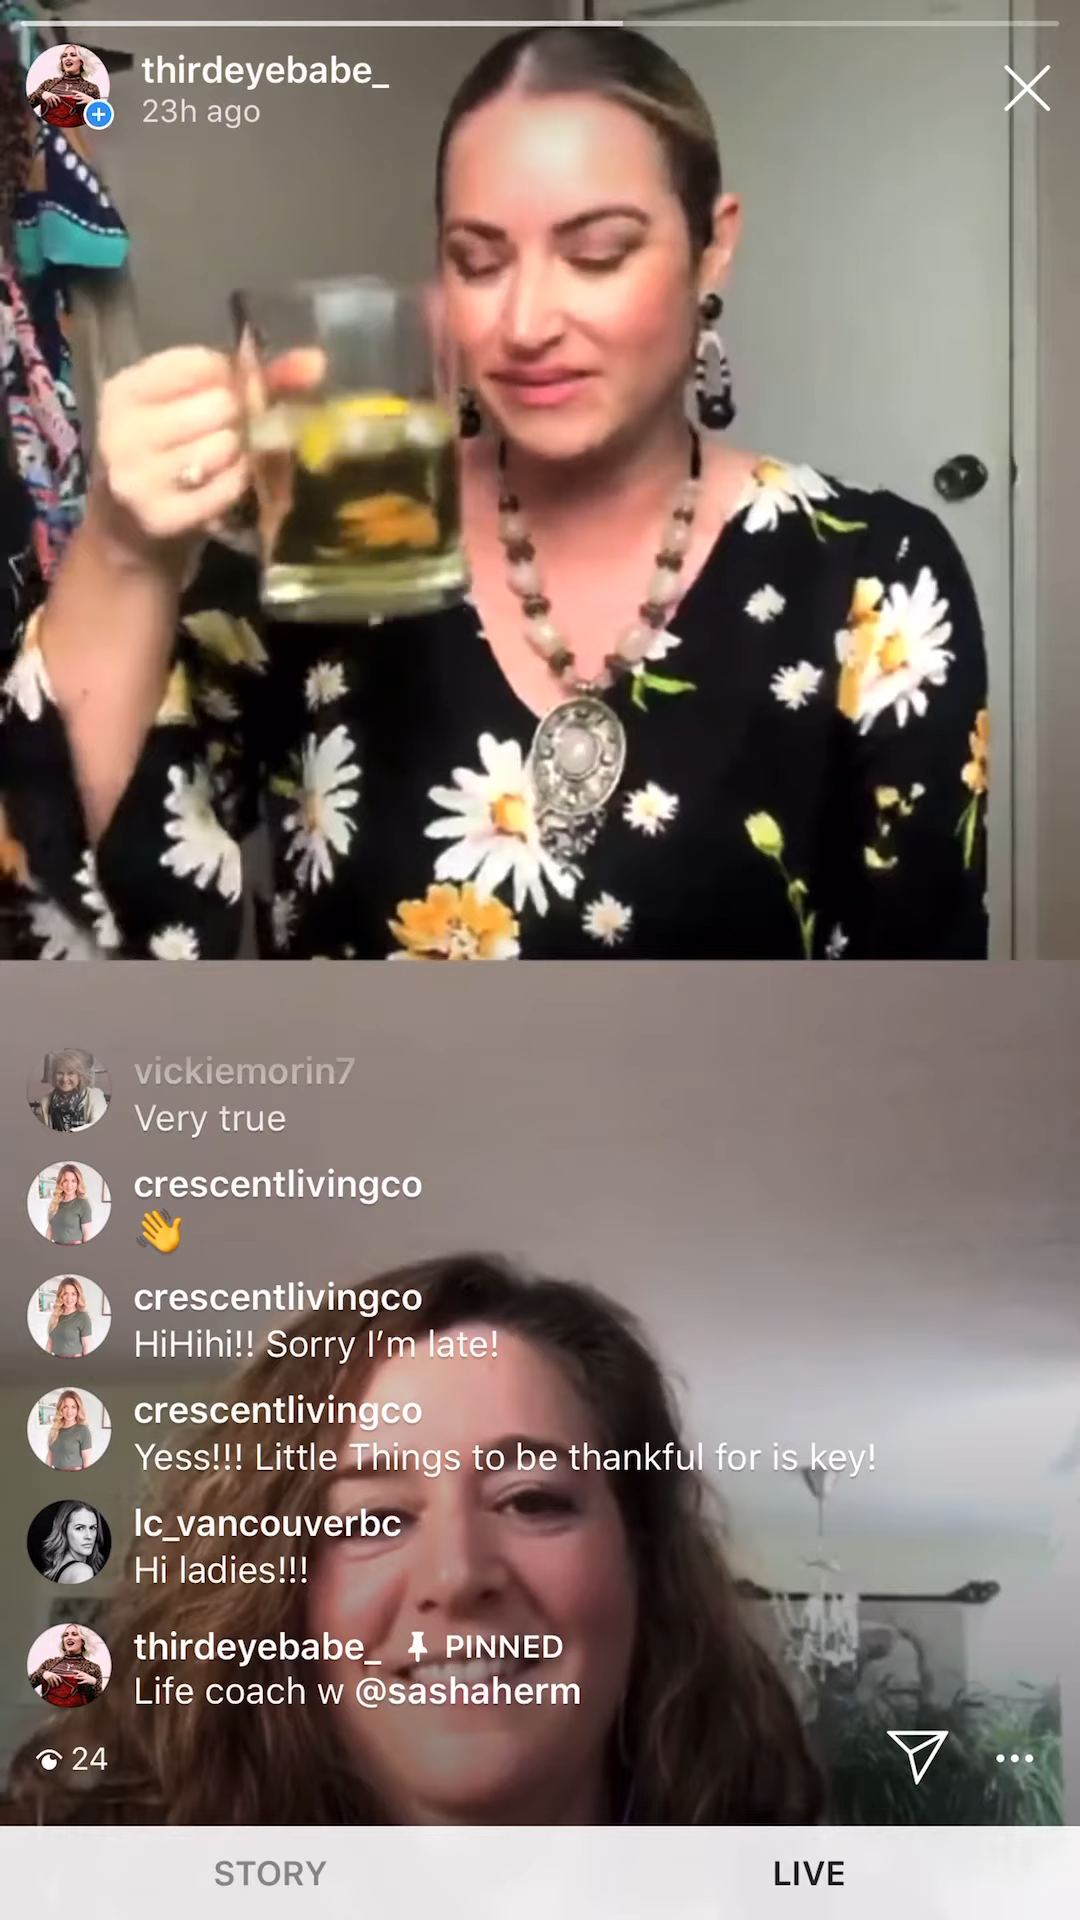 thirdeyebabe_
23h ago
vickiemorin7
Very true
crescentlivingco
👋
crescentlivingco
HiHihi!! Sorry I'm late!
crescentlivingco
Yess!!! Little Things to be thankful for is key!
lc_vancouverbc
Hi ladies!!!
thirdeyebabe_ PINNED
Life coach w @sashaherm
24
STORY LIVE